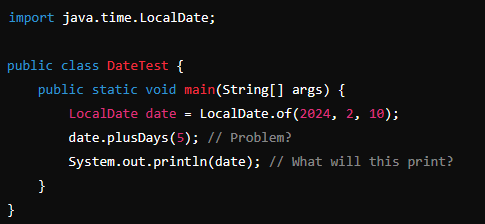 import java.time.LocalDate;
public class DateTest {
    public static void main(String[] args) {
        LocalDate date = LocalDate.of(2024, 2, 10);
        date.plusDays(5); // Problem?
        System.out.println(date); // What will this print?
    }
}